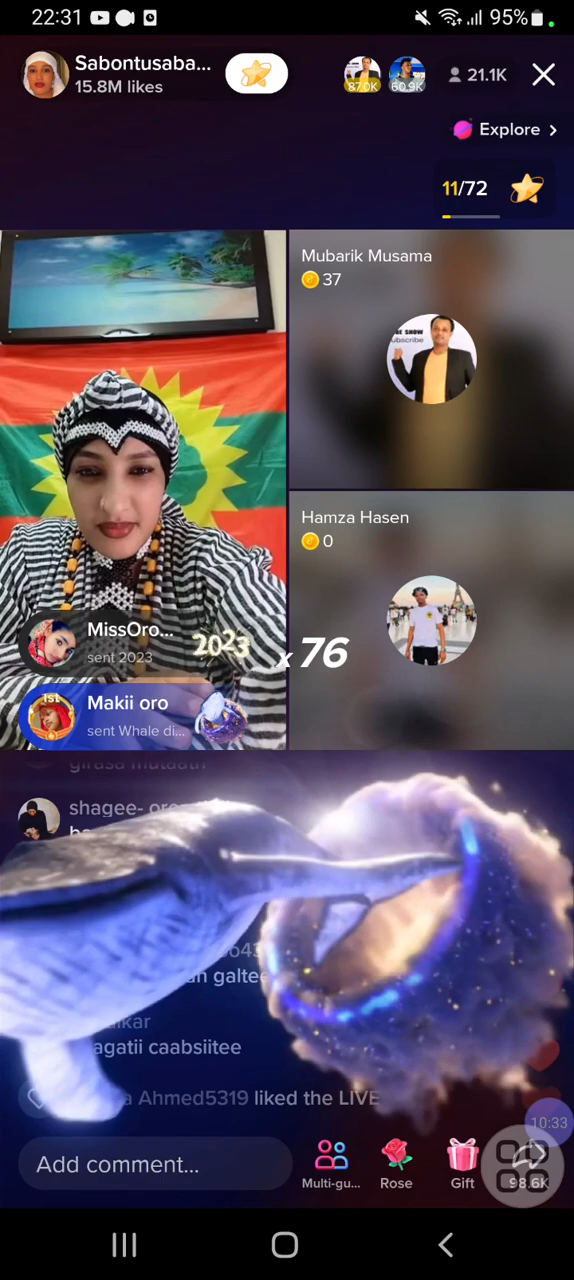 22:31
95%
Sabontusaba...
15.8M likes
87.0K
60.9K
21.1K
Explore
11/72
Mubarik Musama
37
Hamza Hasen
0
MissOro...
sent 2023
2023
x 76
1st
Makii oro
sent Whale di...
girasa mutaatii
shagee- oro
galtee
agatii caabsiitee
Ahmed5319 liked the LIVE
10:33
Add comment...
Multi-gu...
Rose
Gift
98.6K